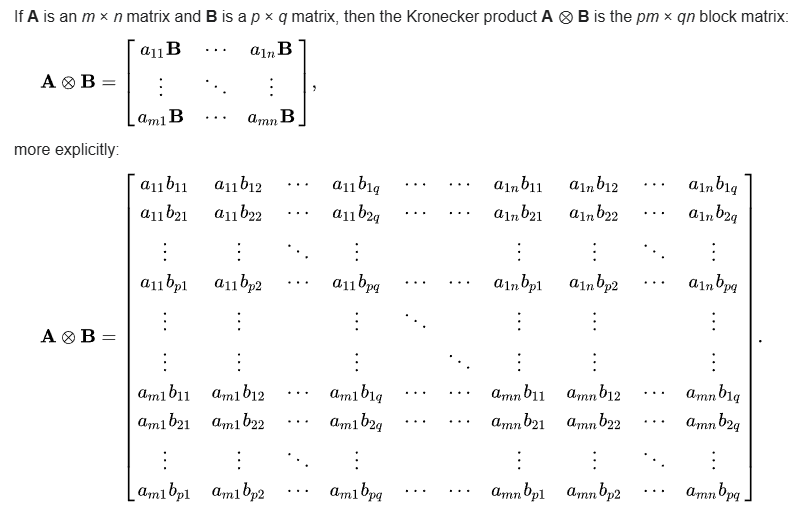 If A is an m × n matrix and B is a p × q matrix, then the Kronecker product A ⊗ B is the pm × qn block matrix:
a₁₁B ⋯ a₁ₙB
A ⊗ B = ⋮ ⋱ ⋮ ,
aₘ₁B ⋯ aₘₙB
more explicitly:
a₁₁b₁₁ a₁₁b₁₂ ⋯ a₁₁b₁q ⋯ ⋯ a₁ₙb₁₁ a₁ₙb₁₂ ⋯ a₁ₙb₁q
a₁₁b₂₁ a₁₁b₂₂ ⋯ a₁₁b₂q ⋯ ⋯ a₁ₙb₂₁ a₁ₙb₂₂ ⋯ a₁ₙb₂q
⋮ ⋮ ⋱ ⋮ ⋮ ⋮ ⋱ ⋮
a₁₁bₚ₁ a₁₁bₚ₂ ⋯ a₁₁bₚq ⋯ ⋯ a₁ₙbₚ₁ a₁ₙbₚ₂ ⋯ a₁ₙbₚq
⋮ ⋮ ⋮ ⋱ ⋮ ⋮ ⋮
A ⊗ B = .
⋮ ⋮ ⋮ ⋱ ⋮ ⋮ ⋮
aₘ₁b₁₁ aₘ₁b₁₂ ⋯ aₘ₁b₁q ⋯ ⋯ aₘₙb₁₁ aₘₙb₁₂ ⋯ aₘₙb₁q
aₘ₁b₂₁ aₘ₁b₂₂ ⋯ aₘ₁b₂q ⋯ ⋯ aₘₙb₂₁ aₘₙb₂₂ ⋯ aₘₙb₂q
⋮ ⋮ ⋱ ⋮ ⋮ ⋮ ⋱ ⋮
aₘ₁bₚ₁ aₘ₁bₚ₂ ⋯ aₘ₁bₚq ⋯ ⋯ aₘₙbₚ₁ aₘₙbₚ₂ ⋯ aₘₙbₚq